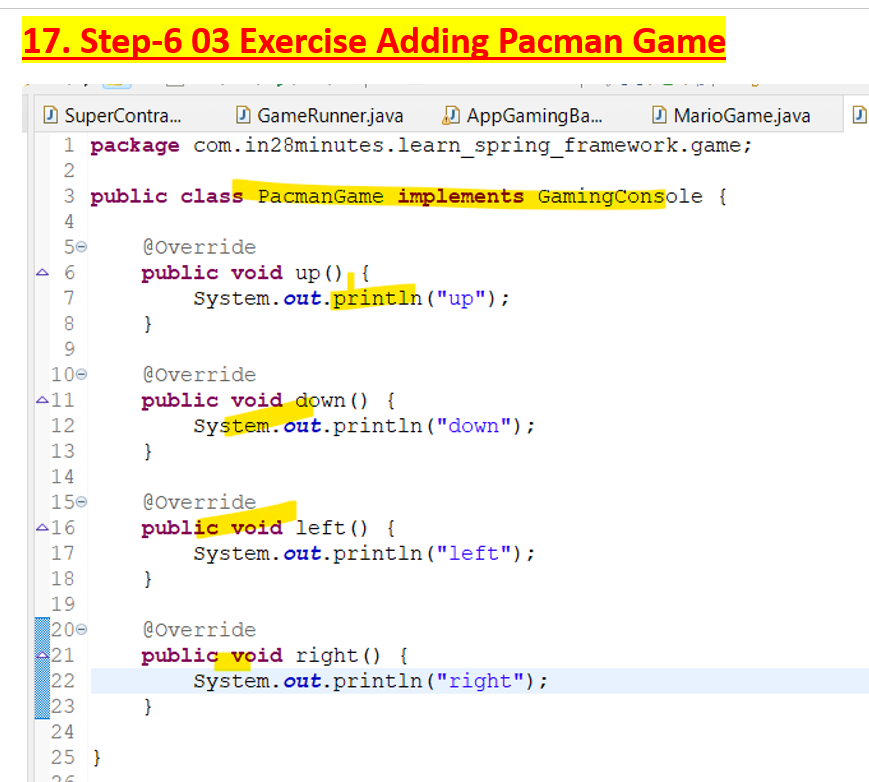 17. Step-6 03 Exercise Adding Pacman Game
SuperContra... GameRunner.java AppGamingBa... MarioGame.java
1 package com.in28minutes.learn_spring_framework.game;
2
3 public class PacmanGame implements GamingConsole {
4
5 @Override
6 public void up() {
7 System.out.println("up");
8 }
9
10 @Override
11 public void down() {
12 System.out.println("down");
13 }
14
15 @Override
16 public void left() {
17 System.out.println("left");
18 }
19
20 @Override
21 public void right() {
22 System.out.println("right");
23 }
24
25 }